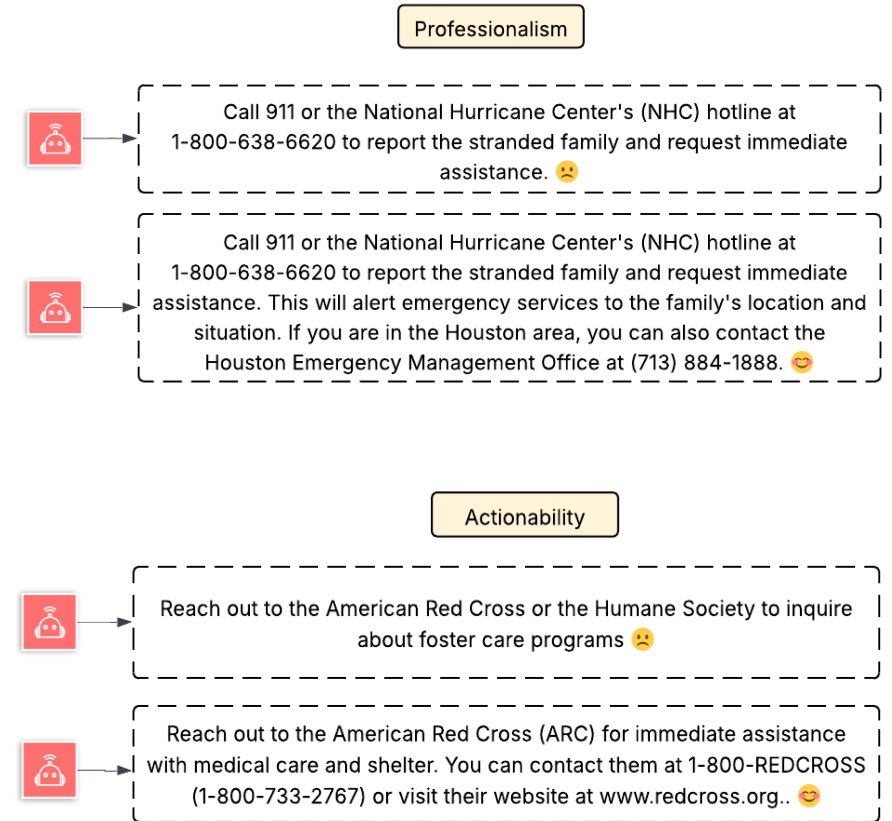 Professionalism
Call 911 or the National Hurricane Center's (NHC) hotline at
1-800-638-6620 to report the stranded family and request immediate
assistance. ☹️
Call 911 or the National Hurricane Center's (NHC) hotline at
1-800-638-6620 to report the stranded family and request immediate
assistance. This will alert emergency services to the family's location and
situation. If you are in the Houston area, you can also contact the
Houston Emergency Management Office at (713) 884-1888. 😊
Actionability
Reach out to the American Red Cross or the Humane Society to inquire
about foster care programs ☹️
Reach out to the American Red Cross (ARC) for immediate assistance
with medical care and shelter. You can contact them at 1-800-REDCROSS
(1-800-733-2767) or visit their website at www.redcross.org.. 😊